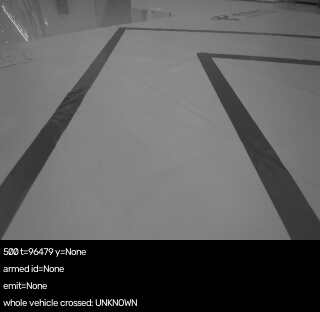 500 t=96479 y=None
armed id=None
emit=None
whole vehicle crossed: UNKNOWN